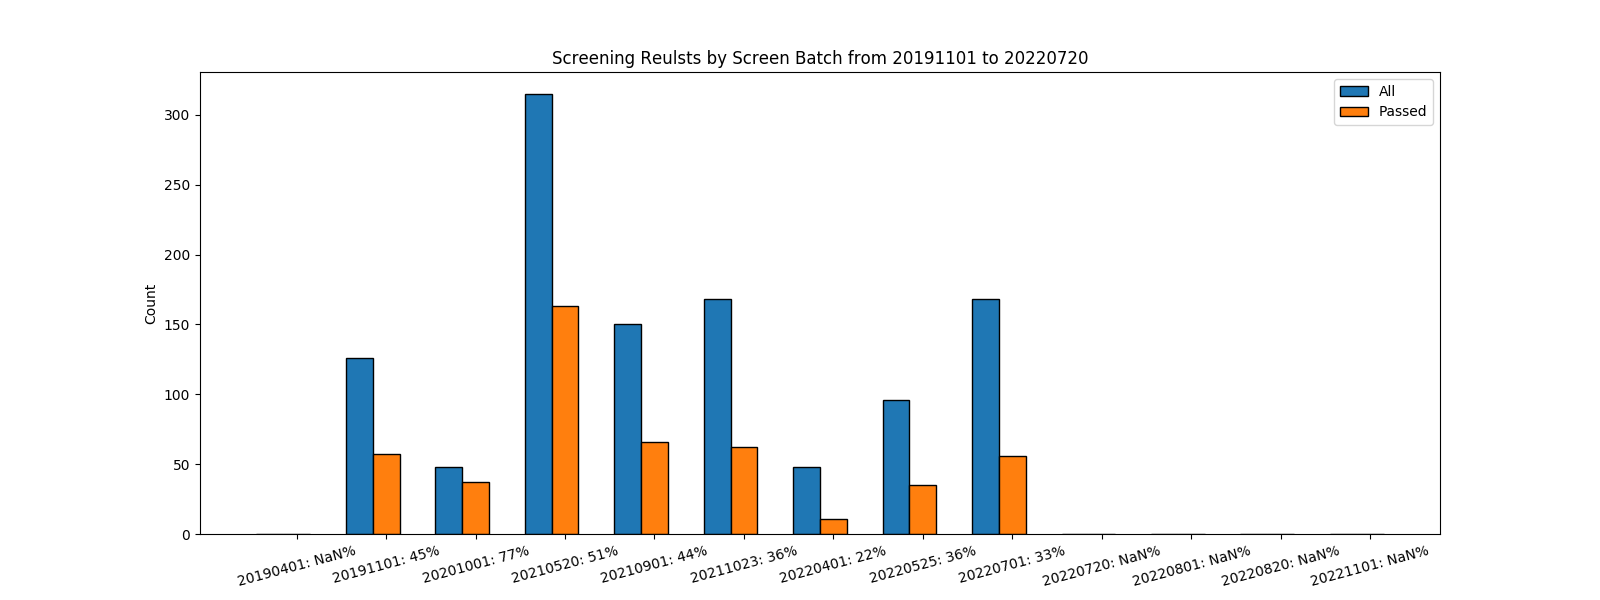 Screening Reulsts by Screen Batch from 20191101 to 20220720
All
Passed
Count
300
250
200
150
100
50
0
20190401: NaN%
20191101: 45%
20201001: 77%
20210520: 51%
20210901: 44%
20211023: 36%
20220401: 22%
20220525: 36%
20220701: 33%
20220720: NaN%
20220801: NaN%
20220820: NaN%
20221101: NaN%